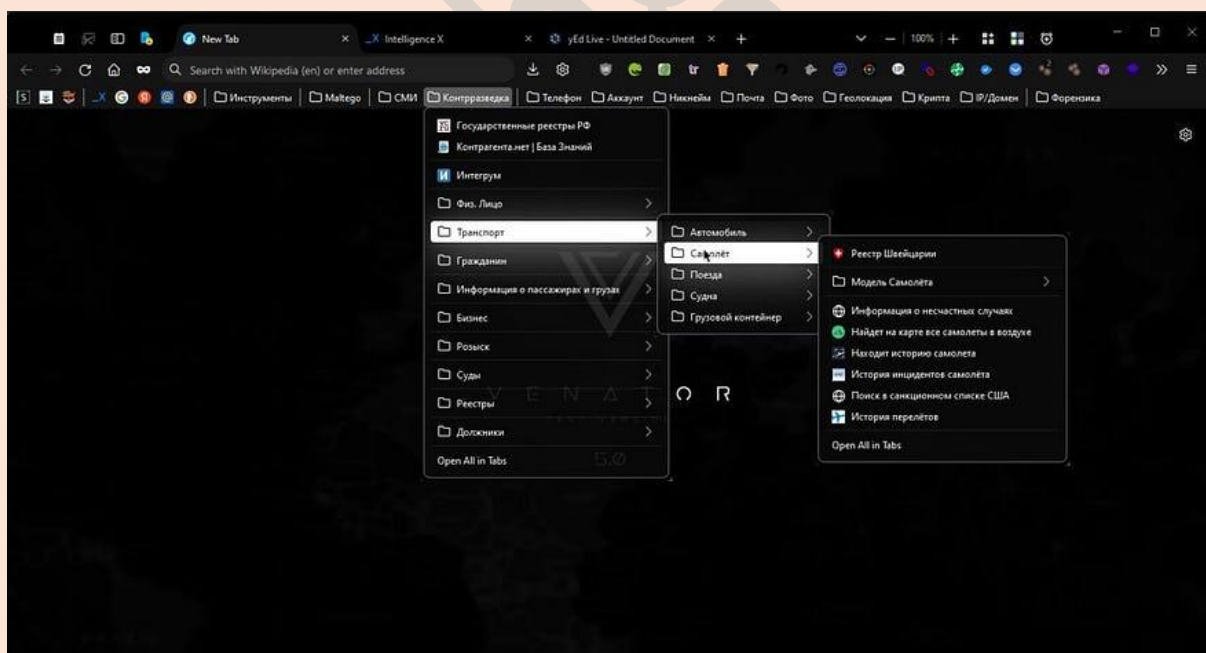 New Tab
Intelligence X
yEd Live - Untitled Document
100%
Search with Wikipedia (en) or enter address
Инструменты
Maltego
СМИ
Контрразведка
Телефон
Аккаунт
Никнейм
Почта
Фото
Геолокация
Крипта
IP/Домен
Форензика
Государственные реестры РФ
Контрагента.нет | База Знаний
Интегрум
Физ. Лицо
Транспорт
Гражданин
Информация о пассажирах и грузах
Бизнес
Розыск
Суды
Реестры
Должники
Open All in Tabs
Автомобиль
Самолёт
Поезда
Судна
Грузовой контейнер
Реестр Швейцарии
Модель Самолёта
Информация о несчастных случаях
Найдет на карте все самолеты в воздухе
Находит историю самолета
История инцидентов самолёта
Поиск в санкционном списке США
История перелётов
Open All in Tabs
VENATOR
5.0